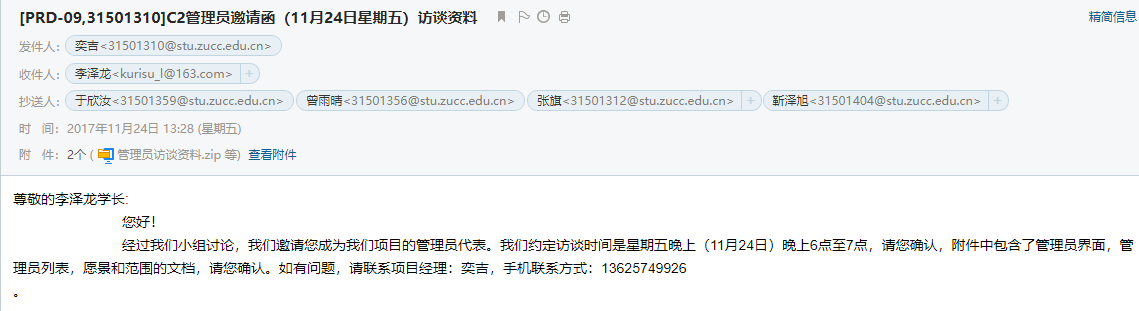 [PRD-09,31501310]C2管理员邀请函（11月24日星期五）访谈资料
精简信息
发件人：奕吉<31501310@stu.zucc.edu.cn>
收件人：李泽龙<kurisu_l@163.com> +
抄送人：于欣汝<31501359@stu.zucc.edu.cn> 曾雨晴<31501356@stu.zucc.edu.cn> 张旗<31501312@stu.zucc.edu.cn> + 靳泽旭<31501404@stu.zucc.edu.cn> +
时 间：2017年11月24日 13:28 (星期五)
附 件：2个 ( 管理员访谈资料.zip 等) 查看附件
尊敬的李泽龙学长:
您好！
经过我们小组讨论，我们邀请您成为我们项目的管理员代表。我们约定访谈时间是星期五晚上（11月24日）晚上6点至7点，请您确认，附件中包含了管理员界面，管
理员列表，愿景和范围的文档，请您确认。如有问题，请联系项目经理：奕吉，手机联系方式：13625749926
。